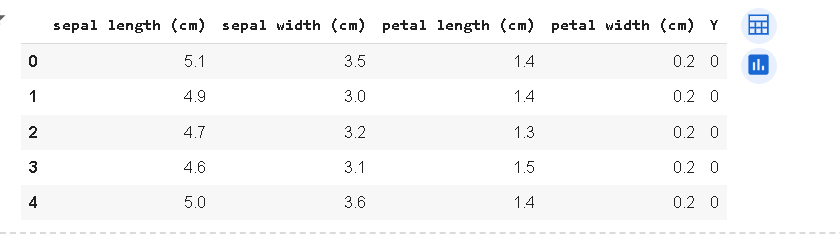 sepal length (cm) sepal width (cm) petal length (cm) petal width (cm) Y
0 5.1 3.5 1.4 0.2 0
1 4.9 3.0 1.4 0.2 0
2 4.7 3.2 1.3 0.2 0
3 4.6 3.1 1.5 0.2 0
4 5.0 3.6 1.4 0.2 0